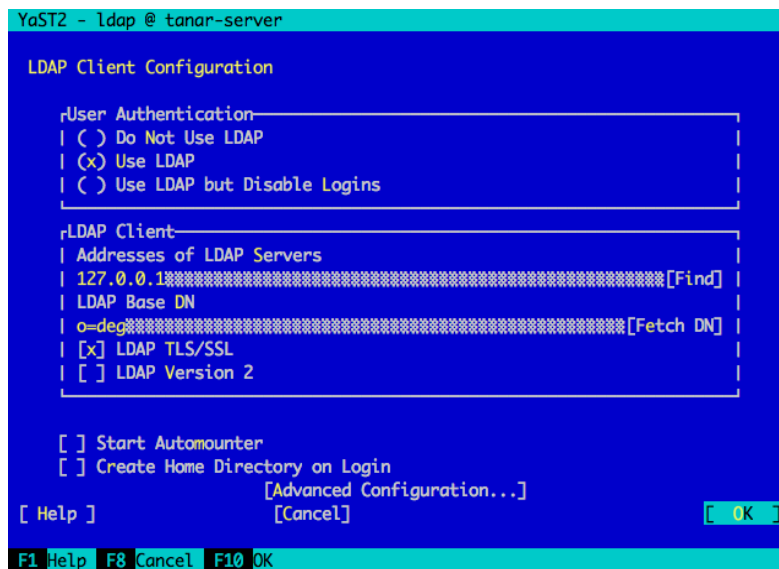 YaST2 - ldap @ tanar-server
LDAP Client Configuration
User Authentication
( ) Do Not Use LDAP
(x) Use LDAP
( ) Use LDAP but Disable Logins
LDAP Client
Addresses of LDAP Servers
127.0.0.1 [Find]
LDAP Base DN
o=deg [Fetch DN]
[x] LDAP TLS/SSL
[ ] LDAP Version 2
[ ] Start Automounter
[ ] Create Home Directory on Login
[Advanced Configuration...]
[ Help ] [Cancel] [ OK ]
F1 Help F8 Cancel F10 OK